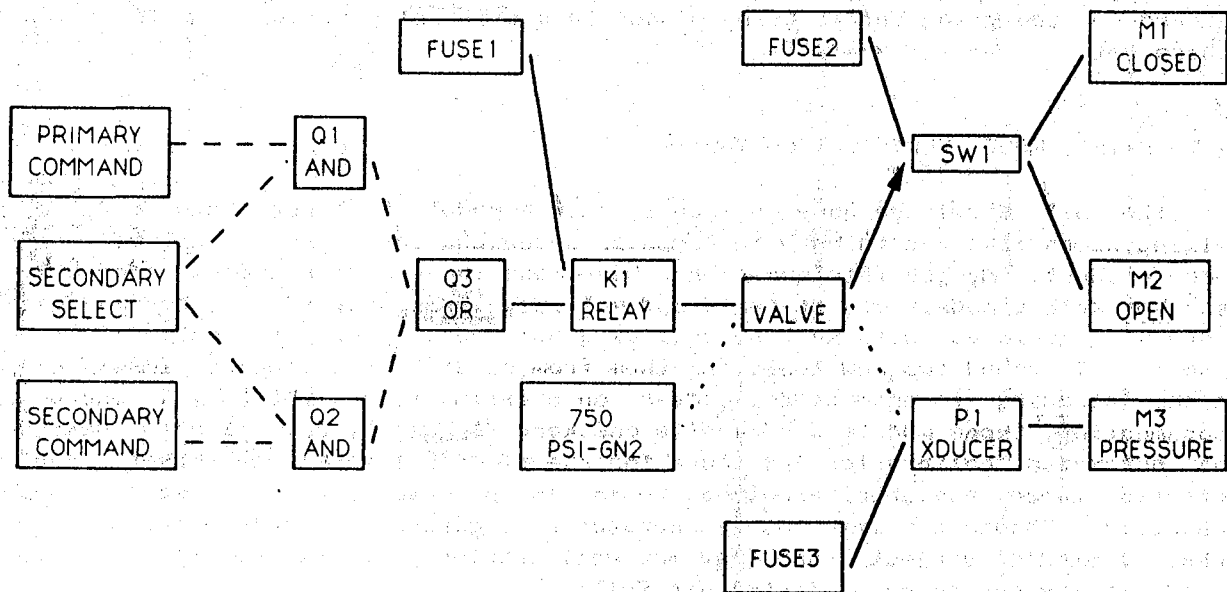 FUSE1
FUSE2
M1
CLOSED
PRIMARY
COMMAND
Q1
AND
SW1
SECONDARY
SELECT
Q3
OR
K1
RELAY
VALVE
M2
OPEN
SECONDARY
COMMAND
Q2
AND
750
PSI-GN2
P1
XDUCER
M3
PRESSURE
FUSE3